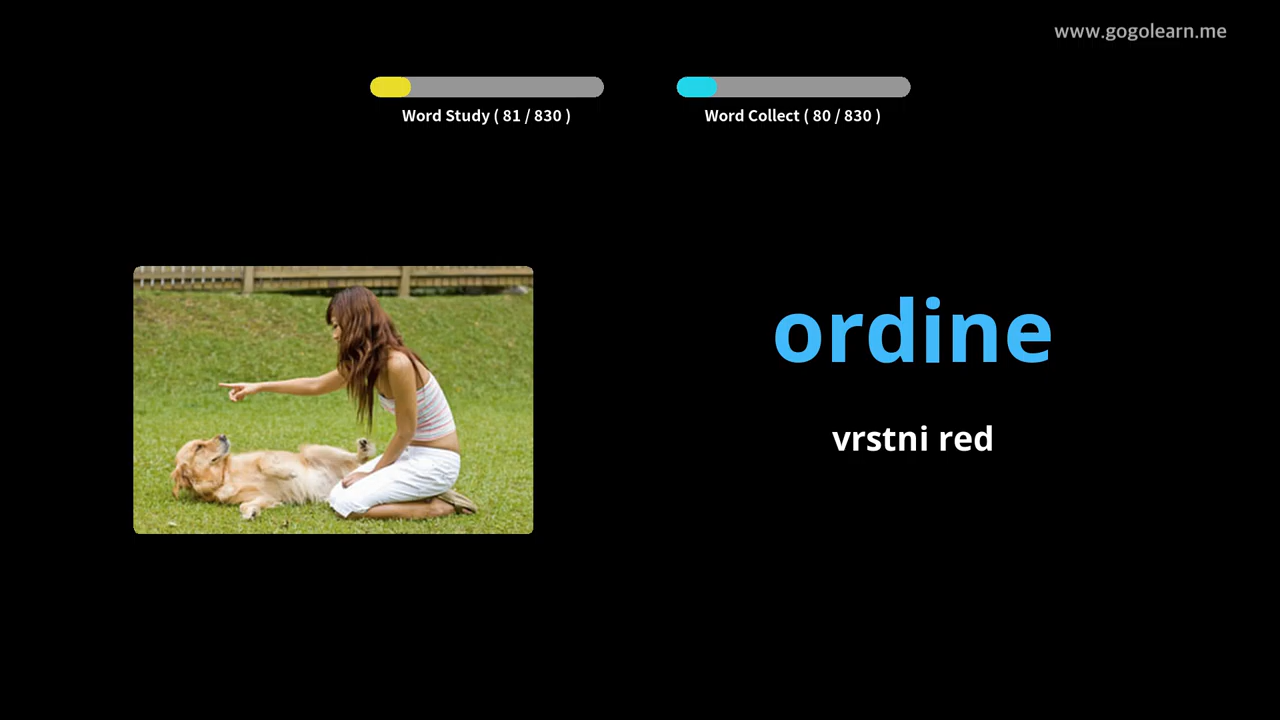 www.gogolearn.me
Word Study ( 81 / 830 )
Word Collect ( 80 / 830 )
ordine
vrstni red